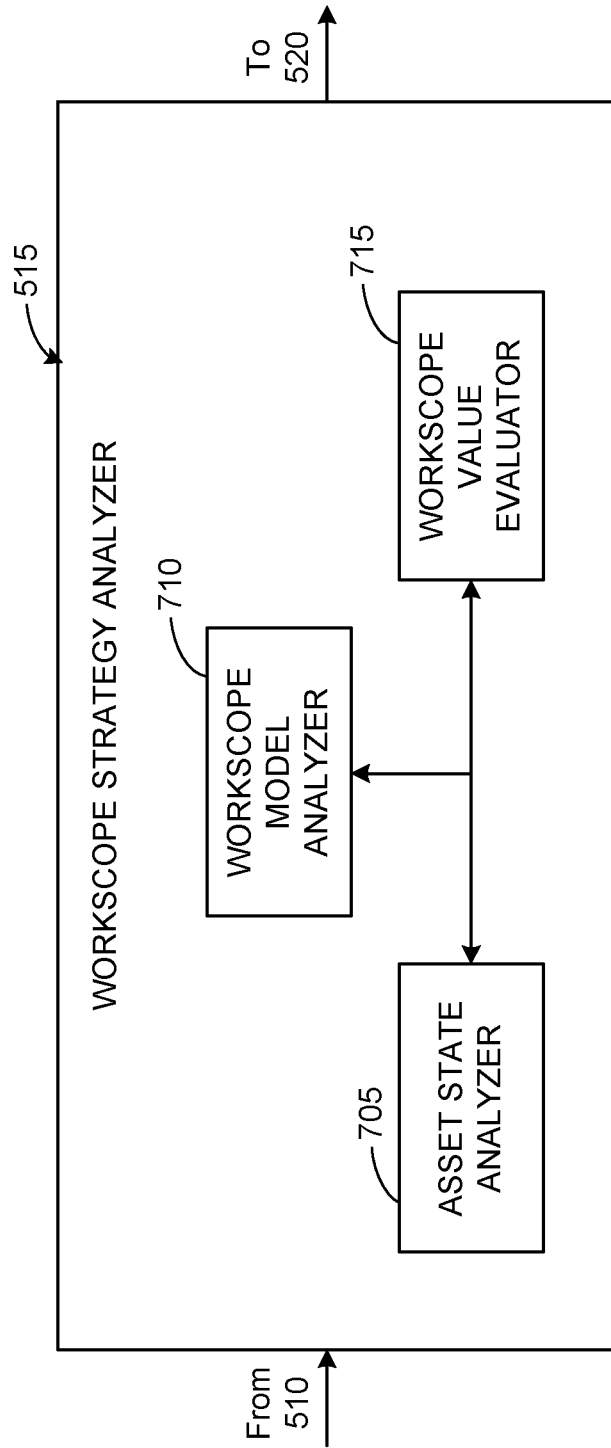 515
WORKSCOPE STRATEGY ANALYZER
710
WORKSCOPE
MODEL
ANALYZER
From
510
To
520
705
ASSET STATE
ANALYZER
715
WORKSCOPE
VALUE
EVALUATOR